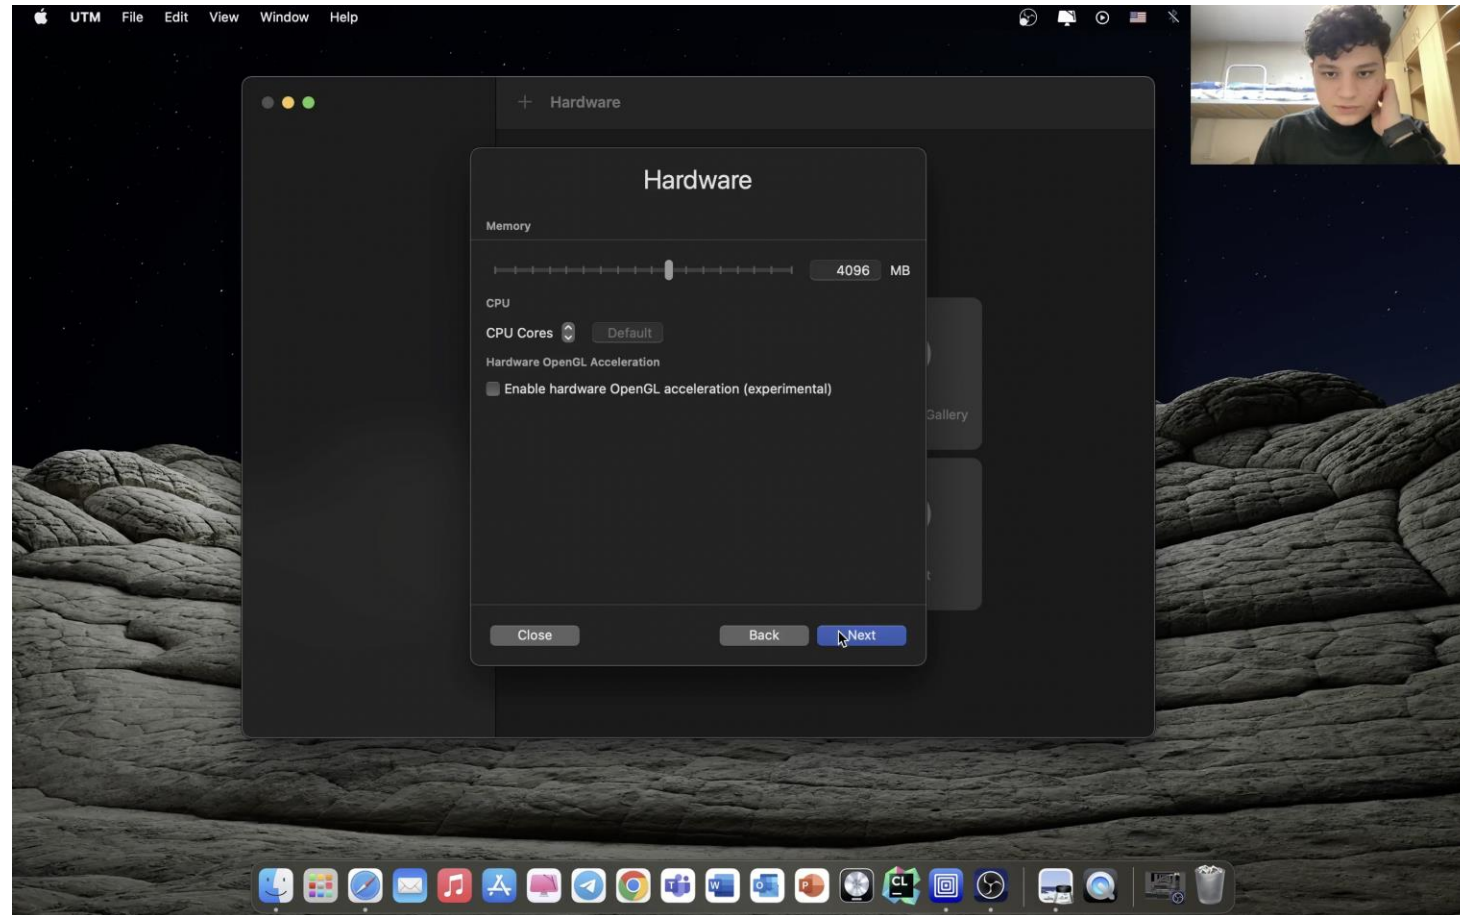 UTM File Edit View Window Help
Hardware
Hardware
Memory
4096 MB
CPU
CPU Cores Default
Hardware OpenGL Acceleration
Enable hardware OpenGL acceleration (experimental)
Gallery
Close Back Next
CL